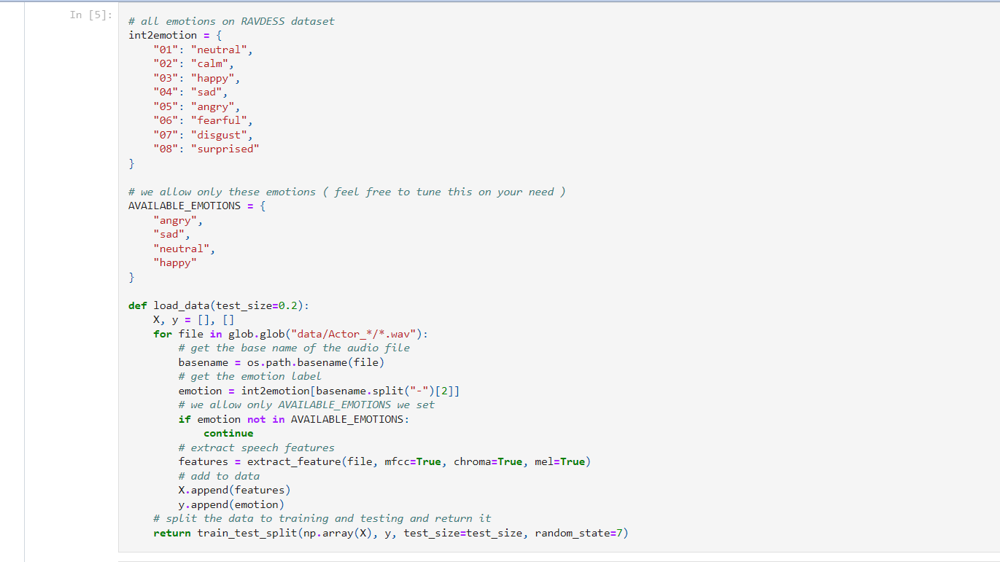 In [5]:
# all emotions on RAVDESS dataset
int2emotion = {
    "01": "neutral",
    "02": "calm",
    "03": "happy",
    "04": "sad",
    "05": "angry",
    "06": "fearful",
    "07": "disgust",
    "08": "surprised"
}

# we allow only these emotions ( feel free to tune this on your need )
AVAILABLE_EMOTIONS = {
    "angry",
    "sad",
    "neutral",
    "happy"
}

def load_data(test_size=0.2):
    X, y = [], []
    for file in glob.glob("data/Actor_*/*.wav"):
        # get the base name of the audio file
        basename = os.path.basename(file)
        # get the emotion label
        emotion = int2emotion[basename.split("-")[2]]
        # we allow only AVAILABLE_EMOTIONS we set
        if emotion not in AVAILABLE_EMOTIONS:
            continue
        # extract speech features
        features = extract_feature(file, mfcc=True, chroma=True, mel=True)
        # add to data
        X.append(features)
        y.append(emotion)
    # split the data to training and testing and return it
    return train_test_split(np.array(X), y, test_size=test_size, random_state=7)